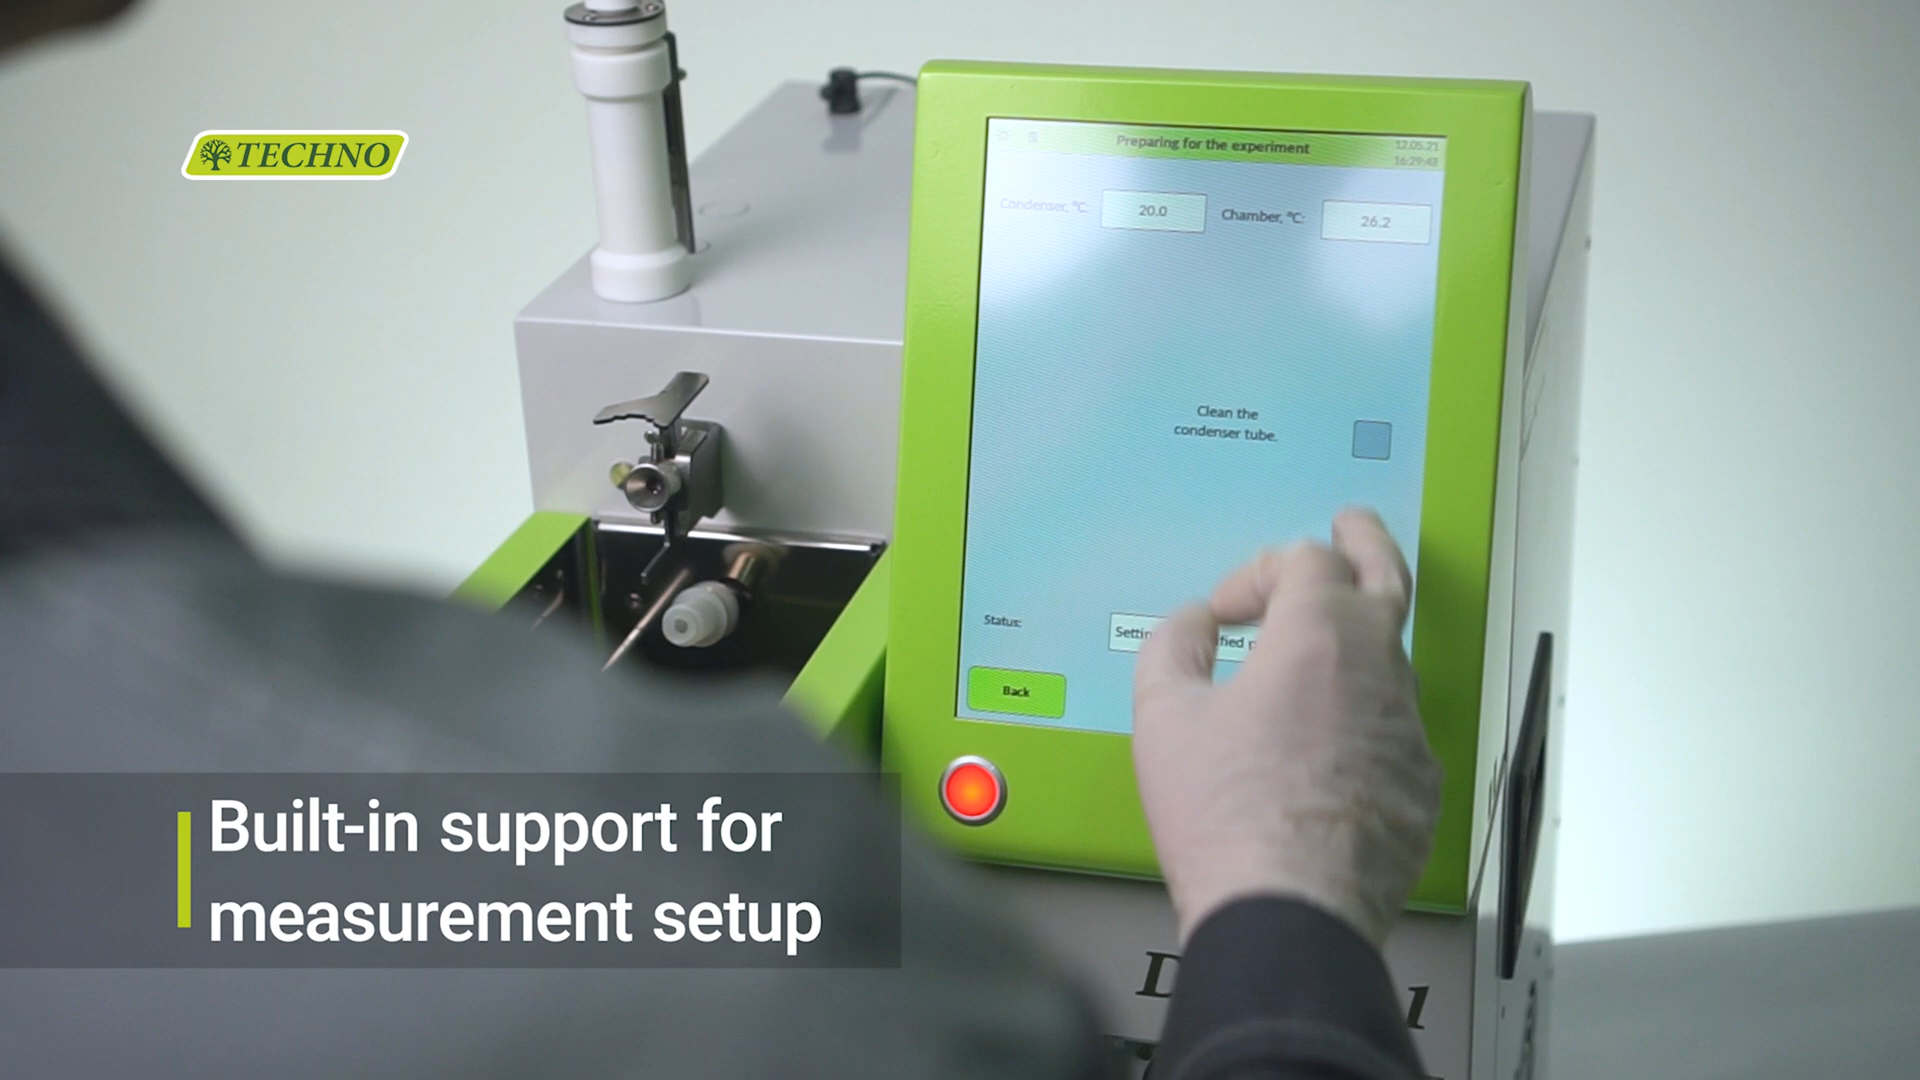 TECHNO
Preparing for the experiment
12.05.21
16:29:43
Condenser, °C:
20.0
Chamber, °C:
26.2
Clean the
condenser tube.
Status:
Back
Built-in support for
measurement setup